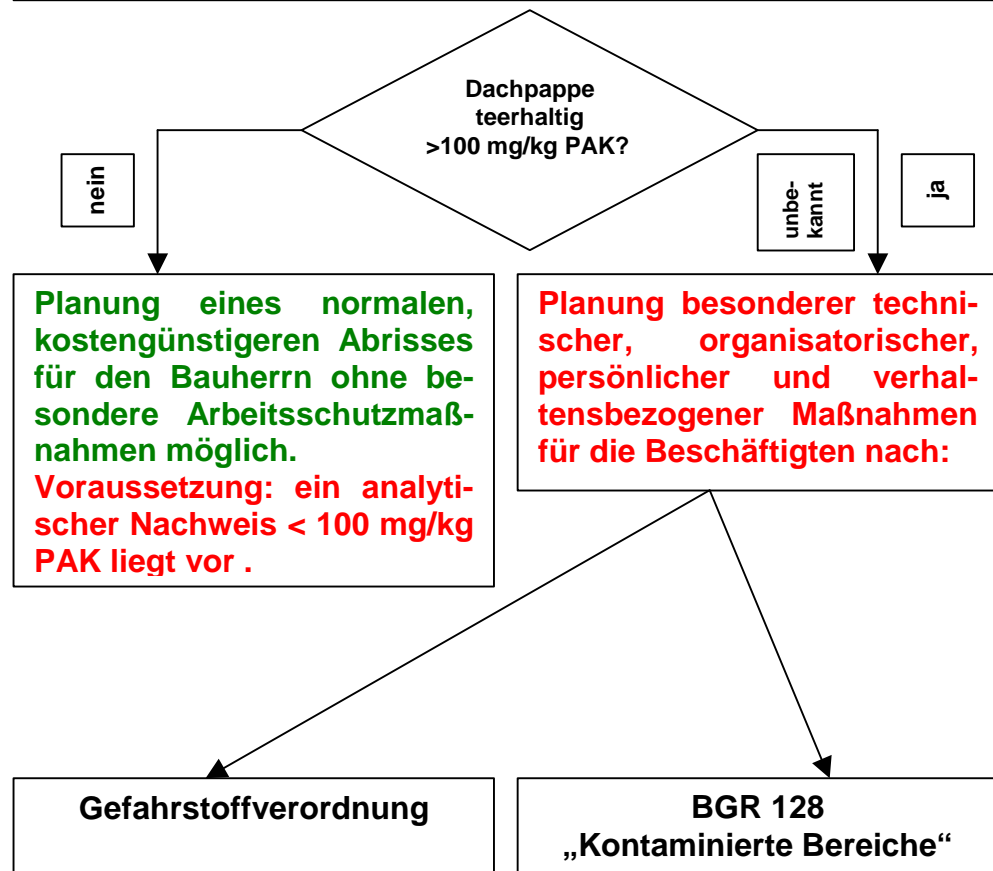 Dachpappe
teerhaltig
>100 mg/kg PAK?
nein
unbe-
kannt
ja
Planung eines normalen,
kostengünstigeren Abrisses
für den Bauherrn ohne be-
sondere Arbeitsschutzmaß-
nahmen möglich.
Voraussetzung: ein analyti-
scher Nachweis < 100 mg/kg
PAK liegt vor .
Planung besonderer techni-
scher, organisatorischer,
persönlicher und verhal-
tensbezogener Maßnahmen
für die Beschäftigten nach:
Gefahrstoffverordnung
BGR 128
„Kontaminierte Bereiche“